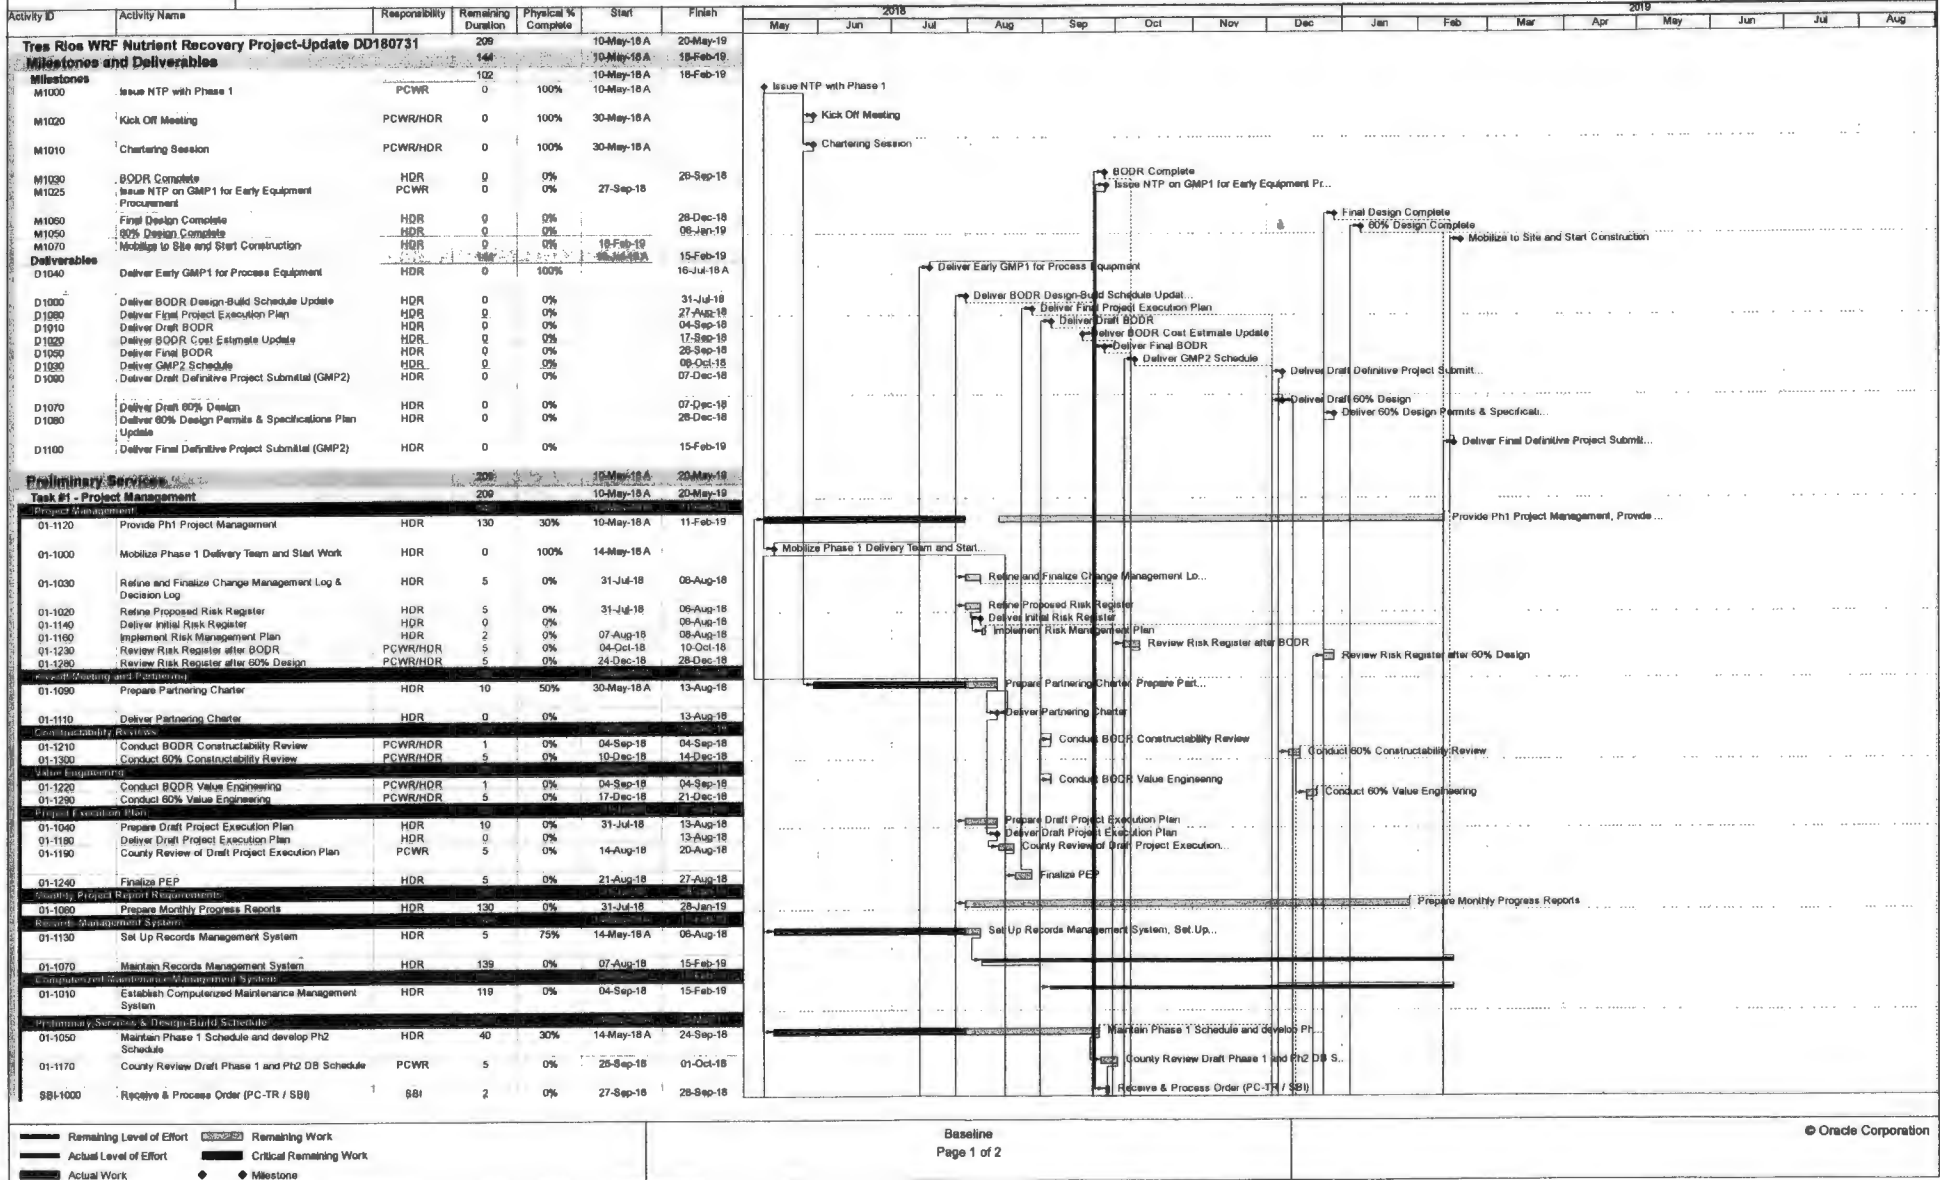 2018 2019
Activity ID Activity Name Responsibility Remaining Duration Physical % Complete Start Finish May Jun Jul Aug Sep Oct Nov Dec Jan Feb Mar Apr May Jun Jul Aug
Tres Rios WRF Nutrient Recovery Project-Update DD180731 209 10-May-18 A 20-May-19
Milestones and Deliverables 144 10-May-18 A 18-Feb-19
Milestones 102 10-May-18 A 18-Feb-19
M1000 Issue NTP with Phase 1 PCWR 0 100% 10-May-18 A Issue NTP with Phase 1
M1020 Kick Off Meeting PCWR/HDR 0 100% 30-May-18 A Kick Off Meeting
M1010 Chartering Session PCWR/HDR 0 100% 30-May-18 A Chartering Session
M1030 BODR Complete HDR 0 0% 26-Sep-18 BODR Complete
M1025 Issue NTP on GMP1 for Early Equipment PCWR 0 0% 27-Sep-18 Issue NTP on GMP1 for Early Equipment Pr...
Procurement
M1060 Final Design Complete HDR 0 0% 28-Dec-18 Final Design Complete
M1050 60% Design Complete HDR 0 0% 08-Jan-19 60% Design Complete
M1070 Mobilize to Site and Start Construction HDR 0 0% 18-Feb-19 Mobilize to Site and Start Construction
Deliverables 15-Feb-19
D1040 Deliver Early GMP1 for Process Equipment HDR 0 100% 16-Jul-18 A Deliver Early GMP1 for Process Equipment
D1000 Deliver BODR Design-Build Schedule Update HDR 0 0% 31-Jul-18 Deliver BODR Design-Build Schedule Updat...
D1080 Deliver Final Project Execution Plan HDR 0 0% 27-Aug-18 Deliver Final Project Execution Plan
D1010 Deliver Draft BODR HDR 0 0% 04-Sep-18 Deliver Draft BODR
D1020 Deliver BODR Cost Estimate Update HDR 0 0% 17-Sep-18 Deliver BODR Cost Estimate Update
D1050 Deliver Final BODR HDR 0 0% 26-Sep-18 Deliver Final BODR
D1030 Deliver GMP2 Schedule HDR 0 0% 08-Oct-18 Deliver GMP2 Schedule
Deliver Draft Definitive Project Submittal (GMP2) HDR 0 0% 07-Dec-18 Deliver Draft Definitive Project Submitt...
D1070 Deliver Draft 60% Design HDR 0 0% 07-Dec-18 Deliver Draft 60% Design
Deliver 60% Design Permits & Specifications Plan HDR 0 0% 28-Dec-18 Deliver 60% Design Permits & Specificati...
Update
D1100 Deliver Final Definitive Project Submittal (GMP2) HDR 0 0% 15-Feb-19 Deliver Final Definitive Project Submitt...
Preliminary Services 209 10-May-18 A 20-May-19
Task #1 - Project Management 209 10-May-18 A 20-May-19
Project Management
01-1120 Provide Ph1 Project Management HDR 130 30% 10-May-18 A 11-Feb-19 Provide Ph1 Project Management, Provide ...
01-1000 Mobilize Phase 1 Delivery Team and Start Work HDR 0 100% 14-May-18 A Mobilize Phase 1 Delivery Team and Start...
01-1030 Refine and Finalize Change Management Log & HDR 5 0% 31-Jul-18 Refine and Finalize Change Management Lo...
Decision Log
01-1020 Refine Proposed Risk Register HDR 5 0% 31-Jul-18 06-Aug-18 Refine Proposed Risk Register
01-1140 Deliver Initial Risk Register HDR 0 0% 06-Aug-18 Deliver Initial Risk Register
01-1160 Implement Risk Management Plan HDR 2 0% 07-Aug-18 08-Aug-18 Implement Risk Management Plan
01-1230 Review Risk Register after BODR PCWR/HDR 5 0% 04-Oct-18 10-Oct-18 Review Risk Register after BODR
01-1280 Review Risk Register after 60% Design PCWR/HDR 5 0% 24-Dec-18 28-Dec-18 Review Risk Register after 60% Design
Meeting and Partnering
01-1090 Prepare Partnering Charter HDR 10 50% 30-May-18 A 13-Aug-18 Prepare Partnering Charter, Prepare Part...
01-1110 Deliver Partnering Charter HDR 0 0% 13-Aug-18 Deliver Partnering Charter
Constructability Reviews
01-1210 Conduct BODR Constructability Review PCWR/HDR 1 0% 04-Sep-18 04-Sep-18 Conduct BODR Constructability Review
01-1300 Conduct 60% Constructability Review PCWR/HDR 5 0% 10-Dec-18 14-Dec-18 Conduct 60% Constructability Review
Value Engineering
01-1220 Conduct BODR Value Engineering PCWR/HDR 1 0% 04-Sep-18 04-Sep-18 Conduct BODR Value Engineering
01-1290 Conduct 60% Value Engineering PCWR/HDR 5 0% 17-Dec-18 21-Dec-18 Conduct 60% Value Engineering
Project Execution Plan
01-1040 Prepare Draft Project Execution Plan HDR 10 0% 31-Jul-18 13-Aug-18 Prepare Draft Project Execution Plan
01-1180 Deliver Draft Project Execution Plan HDR 0 0% 13-Aug-18 Deliver Draft Project Execution Plan
01-1190 County Review of Draft Project Execution Plan PCWR 5 0% 14-Aug-18 20-Aug-18 County Review of Draft Project Execution...
01-1240 Finalize PEP HDR 5 0% 21-Aug-18 27-Aug-18 Finalize PEP
Monthly Project Report Requirements
01-1060 Prepare Monthly Progress Reports HDR 130 0% 31-Jul-18 28-Jan-19 Prepare Monthly Progress Reports
Records Management System
01-1130 Set Up Records Management System HDR 5 75% 14-May-18 A 06-Aug-18 Set Up Records Management System, Set Up...
01-1070 Maintain Records Management System HDR 139 0% 07-Aug-18 15-Feb-19
Computerized Maintenance Management System
01-1010 Establish Computerized Maintenance Management HDR 119 0% 04-Sep-18 15-Feb-19
System
Preliminary Services & Design-Build Schedule
01-1050 Maintain Phase 1 Schedule and develop Ph2 HDR 40 30% 14-May-18 A 24-Sep-18 Maintain Phase 1 Schedule and develop Ph...
Schedule
01-1170 County Review Draft Phase 1 and Ph2 DB Schedule PCWR 5 0% 25-Sep-18 01-Oct-18 County Review Draft Phase 1 and Ph2 DB S...
SBI-1000 Receive & Process Order (PC-TR / SBI) SBI 2 0% 27-Sep-18 28-Sep-18 Receive & Process Order (PC-TR / SBI)
Remaining Level of Effort Remaining Work Baseline © Oracle Corporation
Actual Level of Effort Critical Remaining Work Page 1 of 2
Actual Work Milestone